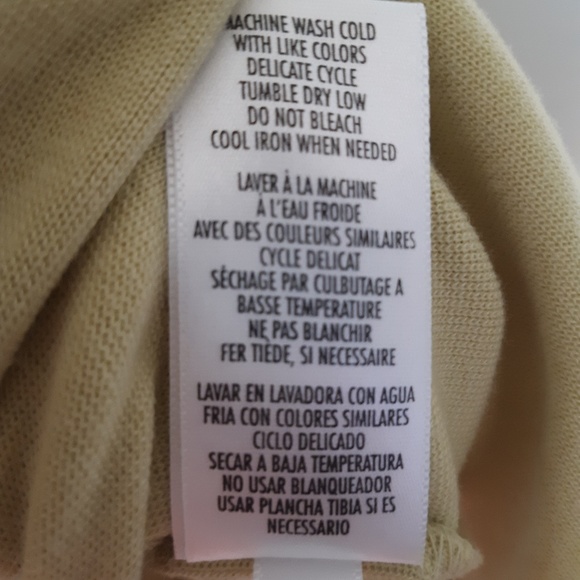 MACHINE WASH COLD
WITH LIKE COLORS
DELICATE CYCLE
TUMBLE DRY LOW
DO NOT BLEACH
COOL IRON WHEN NEEDED
LAVER À LA MACHINE
À L'EAU FROIDE
AVEC DES COULEURS SIMILAIRES
CYCLE DELICAT
SÉCHAGE PAR CULBUTAGE A
BASSE TEMPERATURE
NE PAS BLANCHIR
FER TIÉDE, SI NECESSAIRE
LAVAR EN LAVADORA CON AGUA
FRIA CON COLORES SIMILARES
CICLO DELICADO
SECAR A BAJA TEMPERATURA
NO USAR BLANQUEADOR
USAR PLANCHA TIBIA SI ES
NECESSARIO